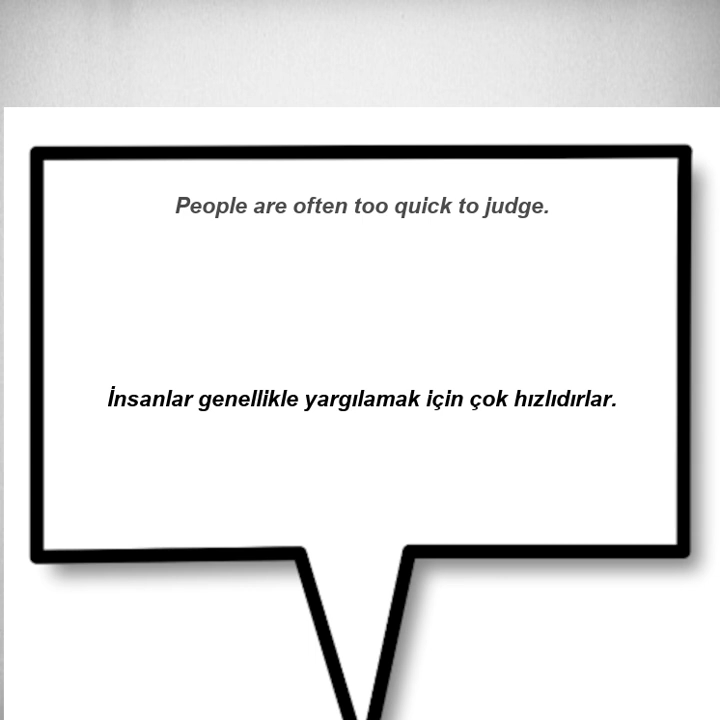 People are often too quick to judge.
İnsanlar genellikle yargılamak için çok hızlıdırlar.